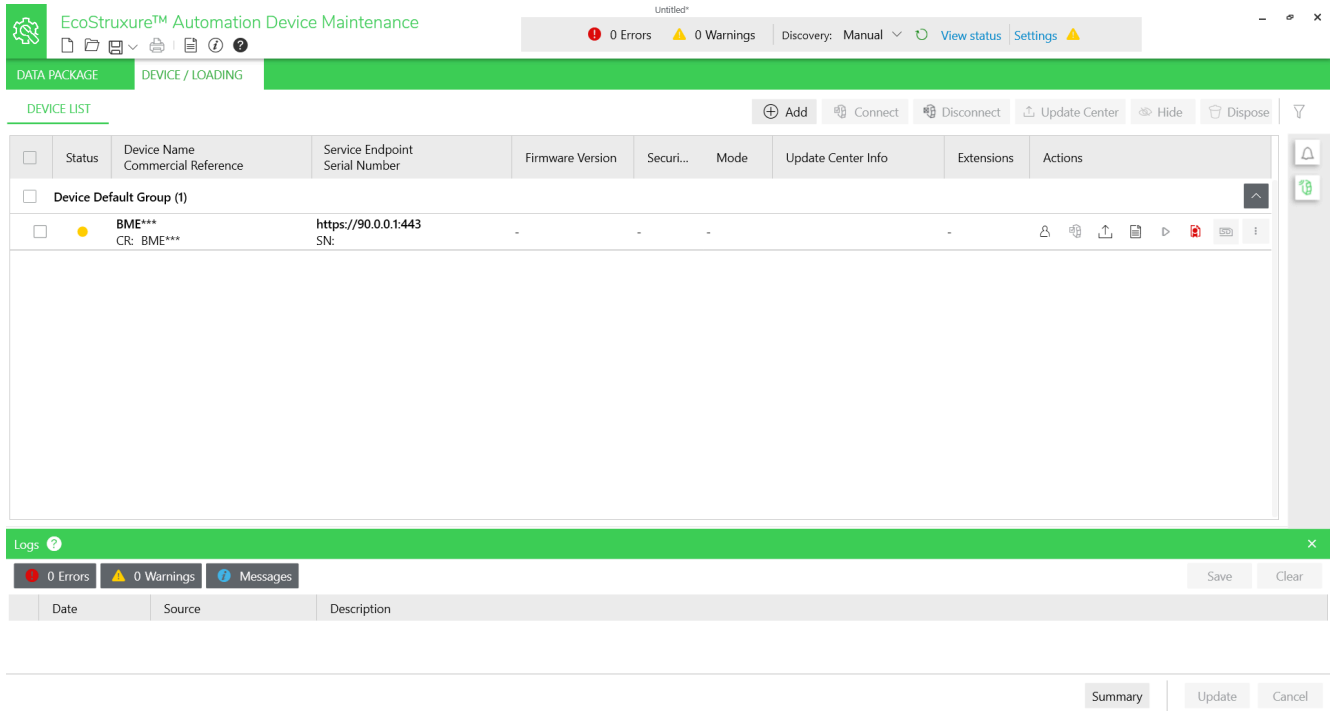 Untitled*
EcoStruxure™ Automation Device Maintenance
0 Errors 0 Warnings Discovery: Manual View status Settings
DATA PACKAGE DEVICE / LOADING
DEVICE LIST
Add Connect Disconnect Update Center Hide Dispose
Status Device Name Service Endpoint Firmware Version Securi... Mode Update Center Info Extensions Actions
Commercial Reference Serial Number
Device Default Group (1)
BME*** https://90.0.0.1:443
CR: BME*** SN:
- - - -
Logs ?
0 Errors 0 Warnings Messages Save Clear
Date Source Description
Summary Update Cancel